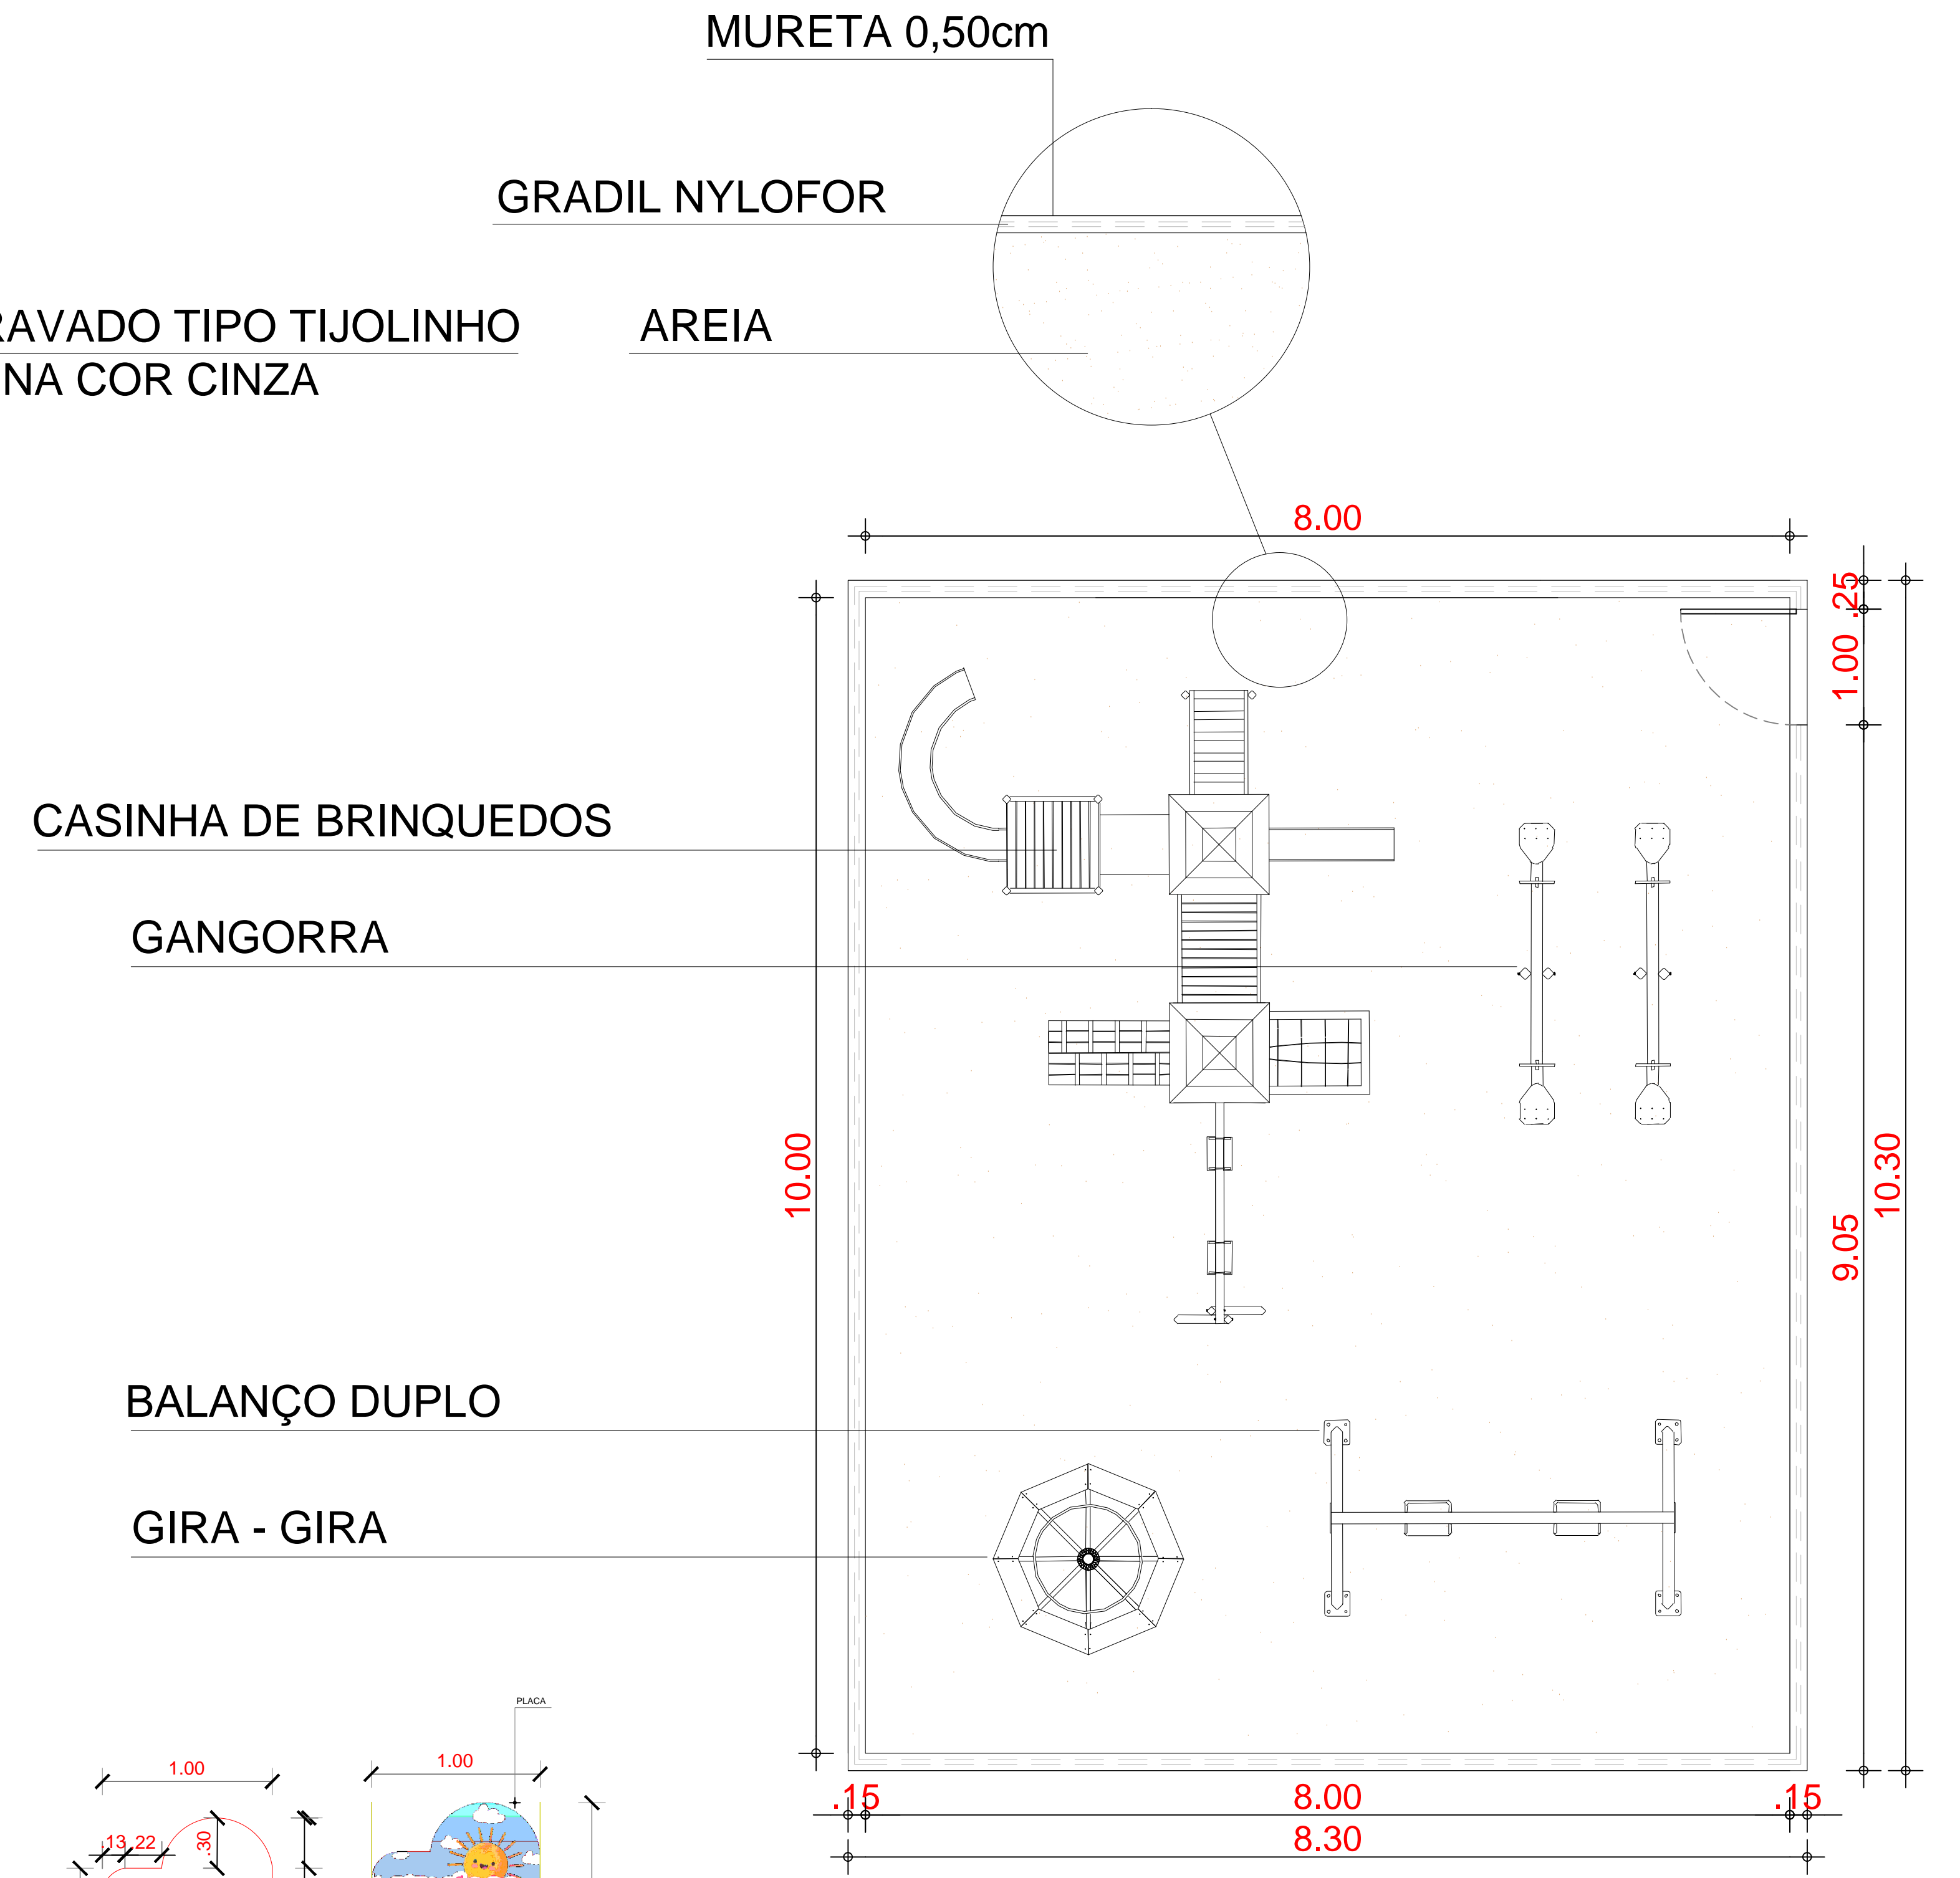 MURETA 0,50cm
GRADIL NYLOFOR
RAVADO TIPO TIJOLINHO
NA COR CINZA
AREIA
8.00
.25
1.00
CASINHA DE BRINQUEDOS
GANGORRA
10.00
10.30
9.05
BALANÇO DUPLO
GIRA - GIRA
PLACA
1.00
1.00
.13
.22
.30
.15
8.00
.15
8.30